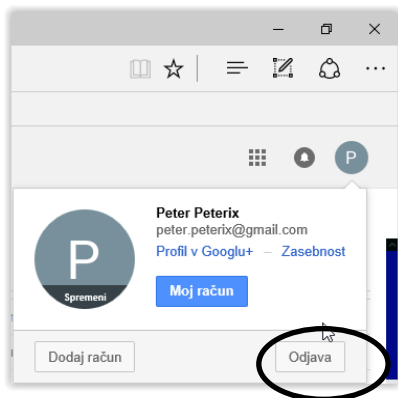 P
Peter Peterix
peter.peterix@gmail.com
Profil v Googlu+ – Zasebnost
P
Spremeni
Moj račun
Dodaj račun
Odjava